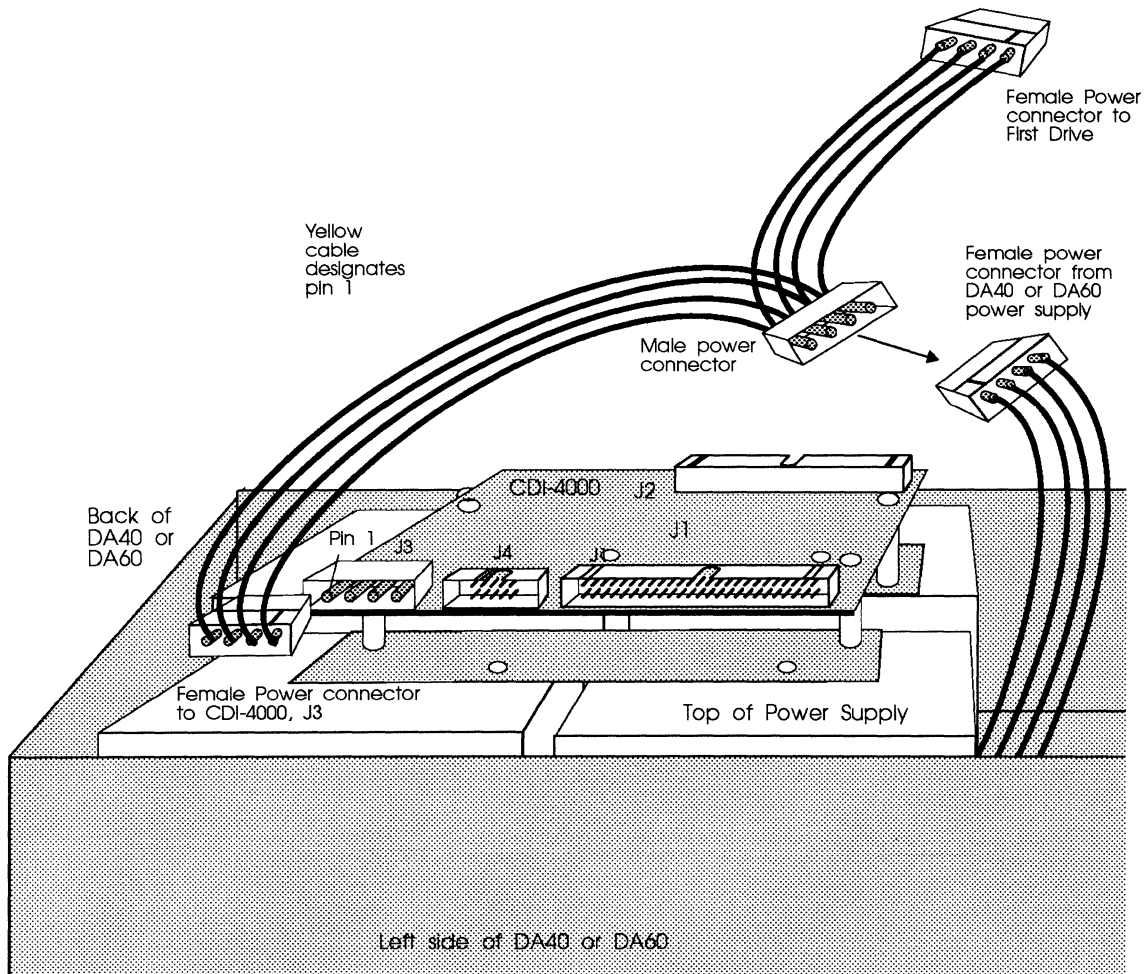 Female Power
connector to
First Drive
Yellow
cable
designates
pin 1
Female power
connector from
DA40 or DA60
power supply
Male power
connector
CDI-4000
J2
Back of
DA40 or
DA60
Pin 1
J3
J4
J1
Female Power connector
to CDI-4000, J3
Top of Power Supply
Left side of DA40 or DA60